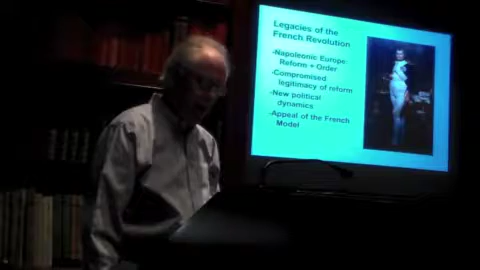 Legacies of the
French Revolution
-Napoleonic Europe-
Reform + Order
-Compromised
legitimacy of reform
-New political
dynamics
-Appeal of the French
Model